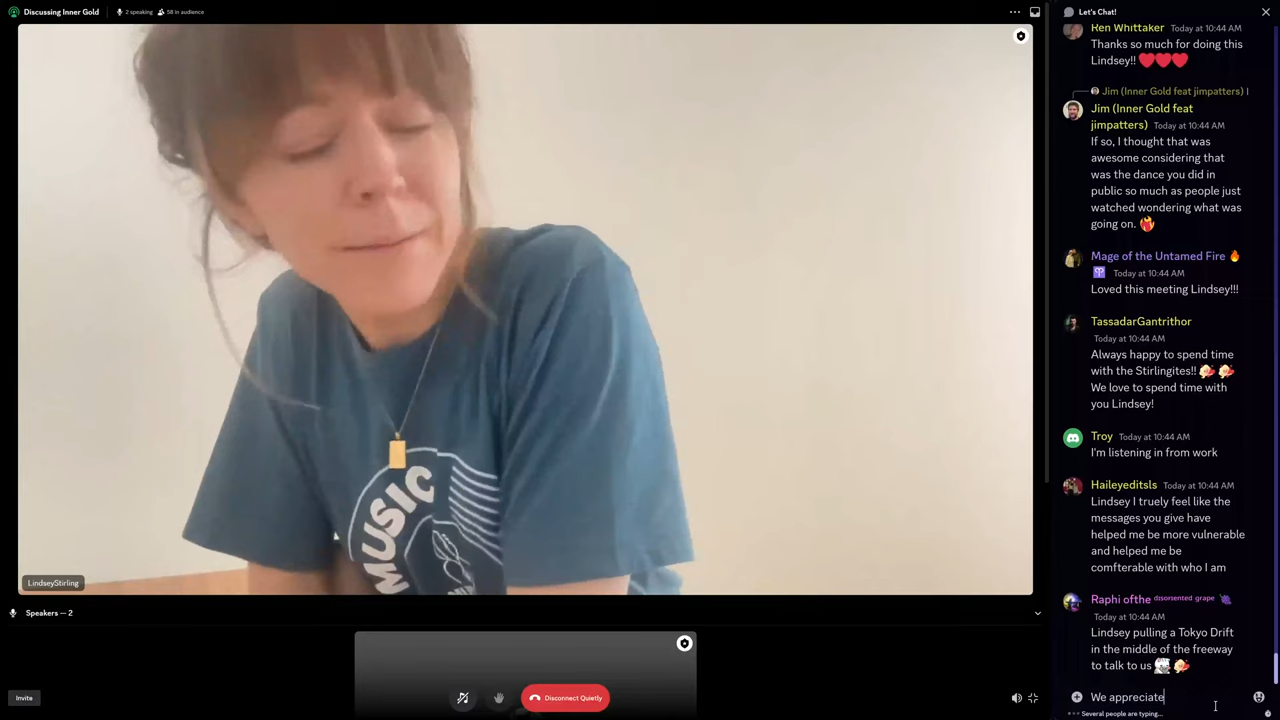 Discussing Inner Gold
2 speaking
58 in audience
Let's Chat!
Ren Whittaker Today at 10:44 AM
Thanks so much for doing this
Lindsey!!
Jim (Inner Gold feat jimpatters)
Jim (Inner Gold feat
jimpatters) Today at 10:44 AM
If so, I thought that was
awesome considering that
was the dance you did in
public so much as people just
watched wondering what was
going on.
Mage of the Untamed Fire
Today at 10:44 AM
Loved this meeting Lindsey!!!
TassadarGantrithor
Today at 10:44 AM
Always happy to spend time
with the Stirlingites!!
We love to spend time with
you Lindsey!
Troy Today at 10:44 AM
I'm listening in from work
Haileyeditsls Today at 10:44 AM
Lindsey I truely feel like the
messages you give have
helped me be more vulnerable
and helped me be
comfterable with who I am
Raphi ofthe disoriented grape
Today at 10:44 AM
Lindsey pulling a Tokyo Drift
in the middle of the freeway
to talk to us
We appreciate
Several people are typing...
MUSIC
LindseyStirling
Speakers — 2
Invite
Disconnect Quietly